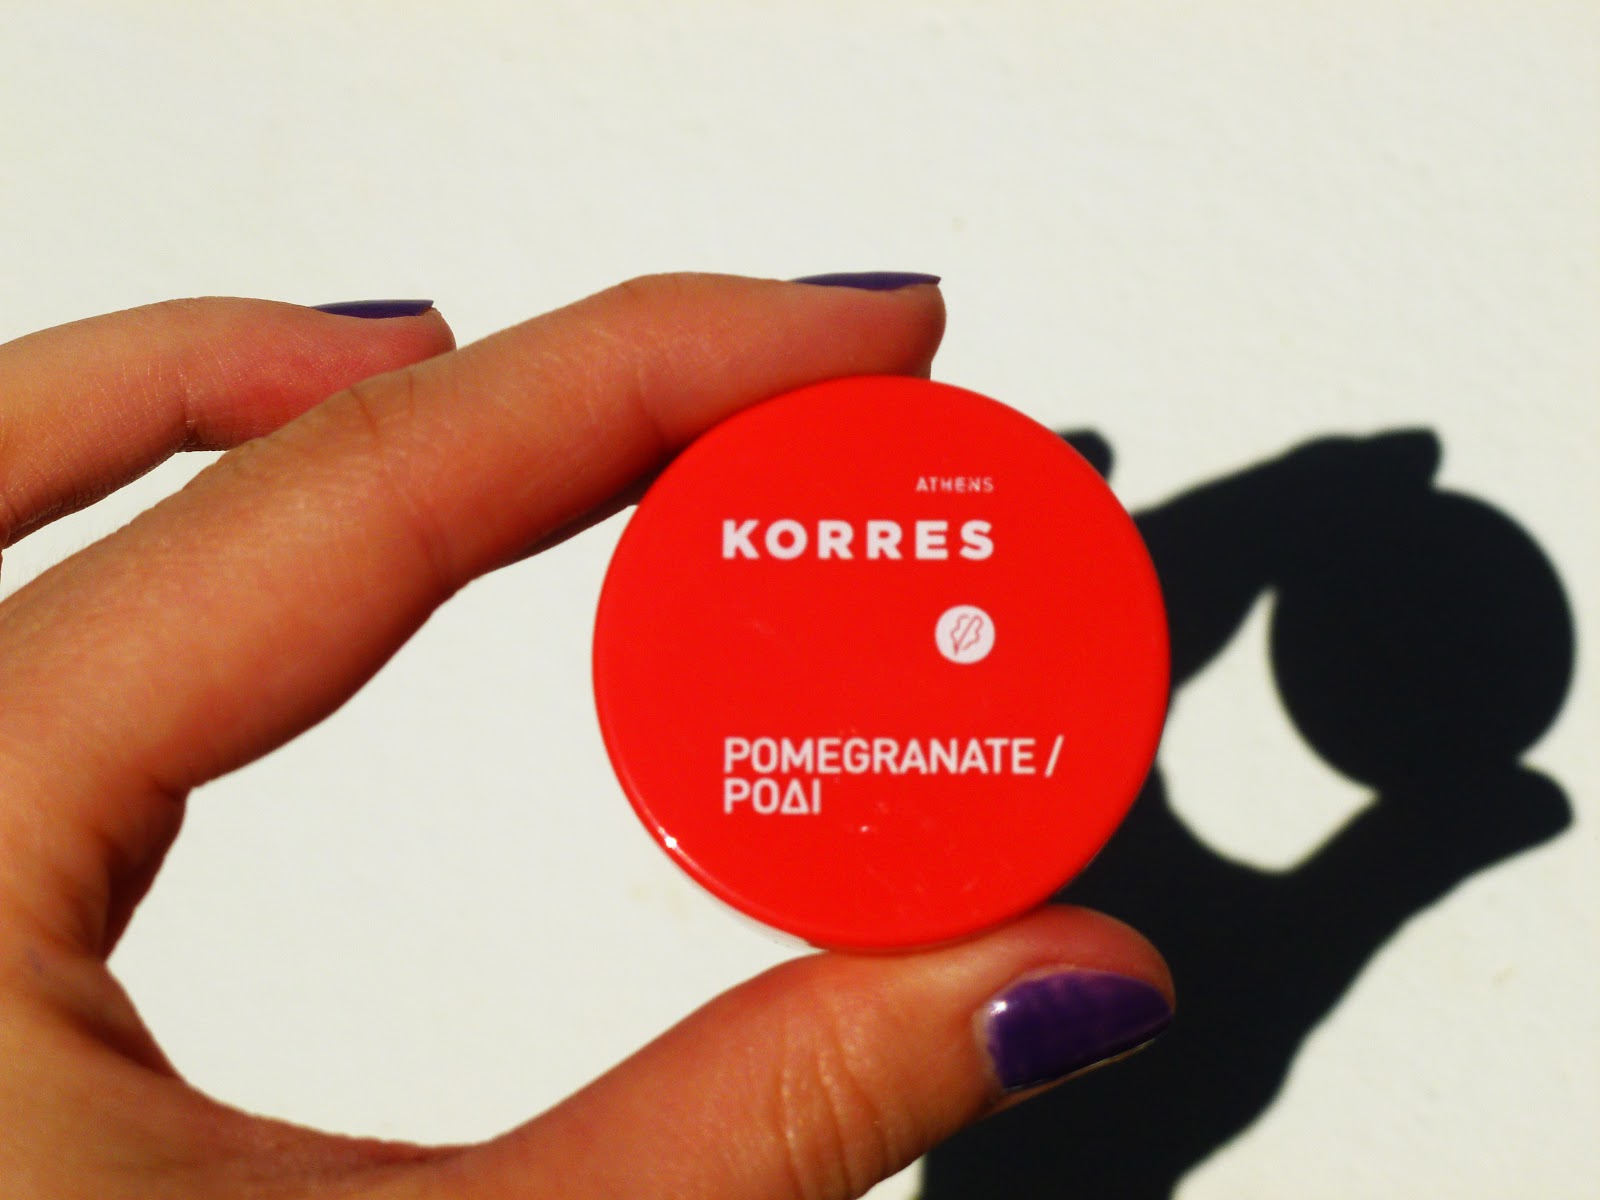 ATHENS
KORRES
POMEGRANATE /
ΡΟΔΙ